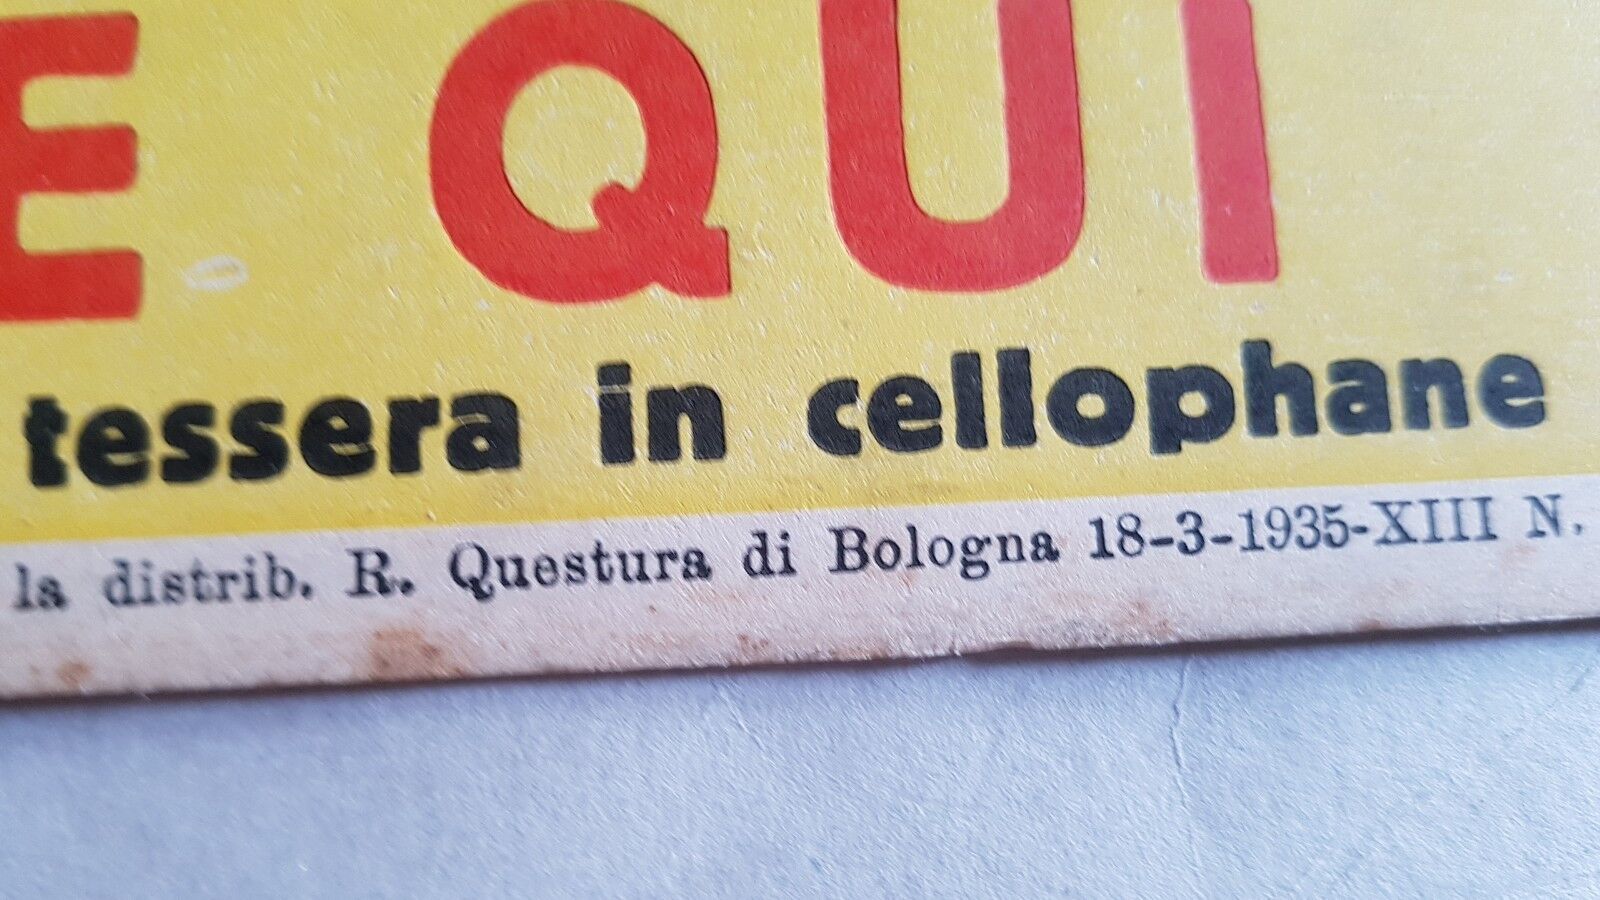 E QUI
tessera in cellophane
la distrib. R. Questura di Bologna 18-3-1935-XIII N.